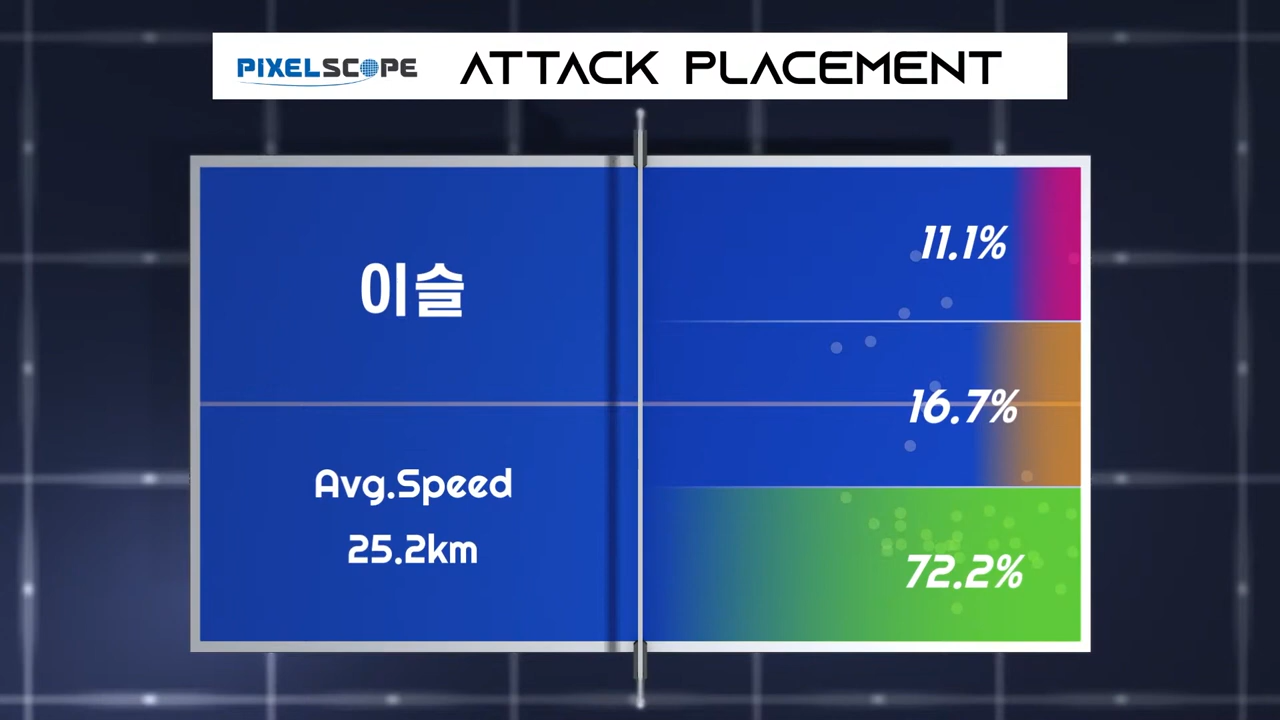 PIXELSCOPE ATTACK PLACEMENT
이슬
Avg.Speed
25.2km
11.1%
16.7%
72.2%